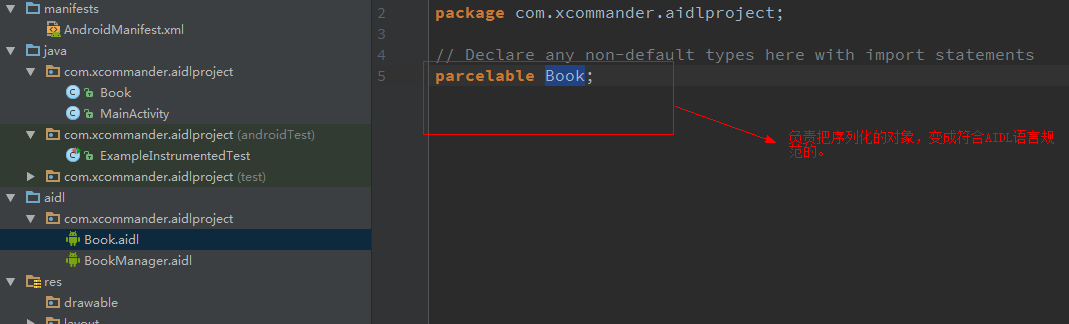 manifests
AndroidManifest.xml
java
com.xcommander.aidlproject
Book
MainActivity
com.xcommander.aidlproject (androidTest)
ExampleInstrumentedTest
com.xcommander.aidlproject (test)
aidl
com.xcommander.aidlproject
Book.aidl
BookManager.aidl
res
drawable
layout
2 package com.xcommander.aidlproject;
3
4 // Declare any non-default types here with import statements
5 parcelable Book;
负责把序列化的对象，变成符合AIDL语言规
范的。